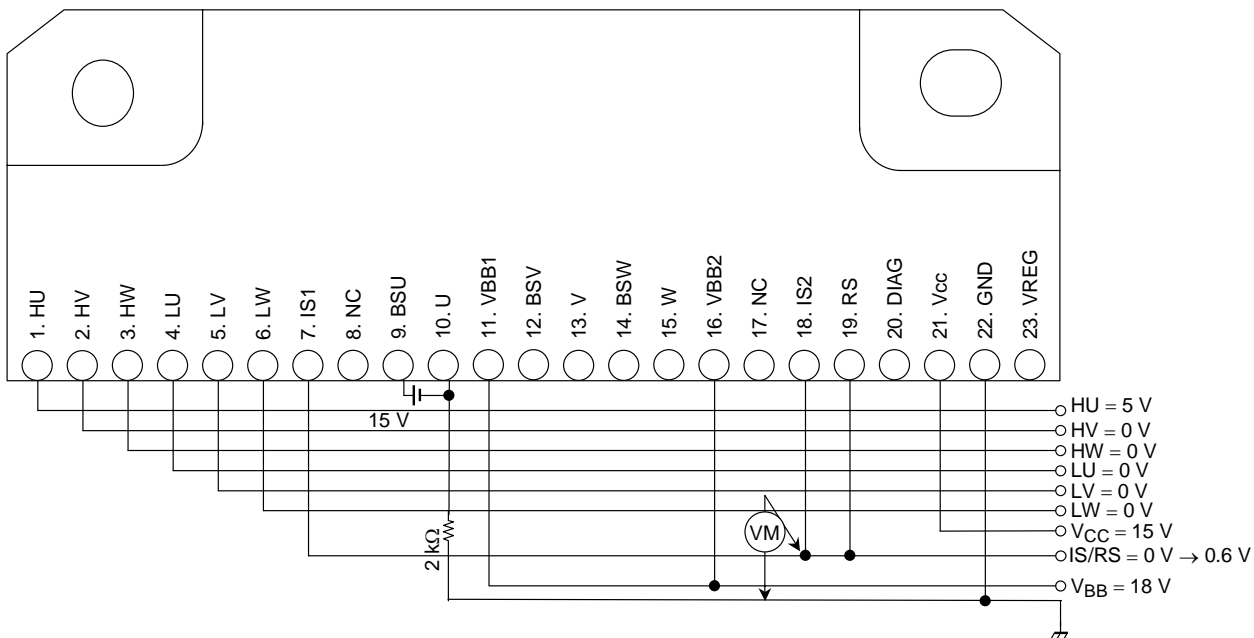 1. HU
2. HV
3. HW
4. LU
5. LV
6. LW
7. IS1
8. NC
9. BSU
10. U
11. VBB1
12. BSV
13. V
14. BSW
15. W
16. VBB2
17. NC
18. IS2
19. RS
20. DIAG
21. Vcc
22. GND
23. VREG
15 V
HU = 5 V
HV = 0 V
HW = 0 V
LU = 0 V
LV = 0 V
LW = 0 V
VCC = 15 V
VM
2 kΩ
IS/RS = 0 V → 0.6 V
VBB = 18 V